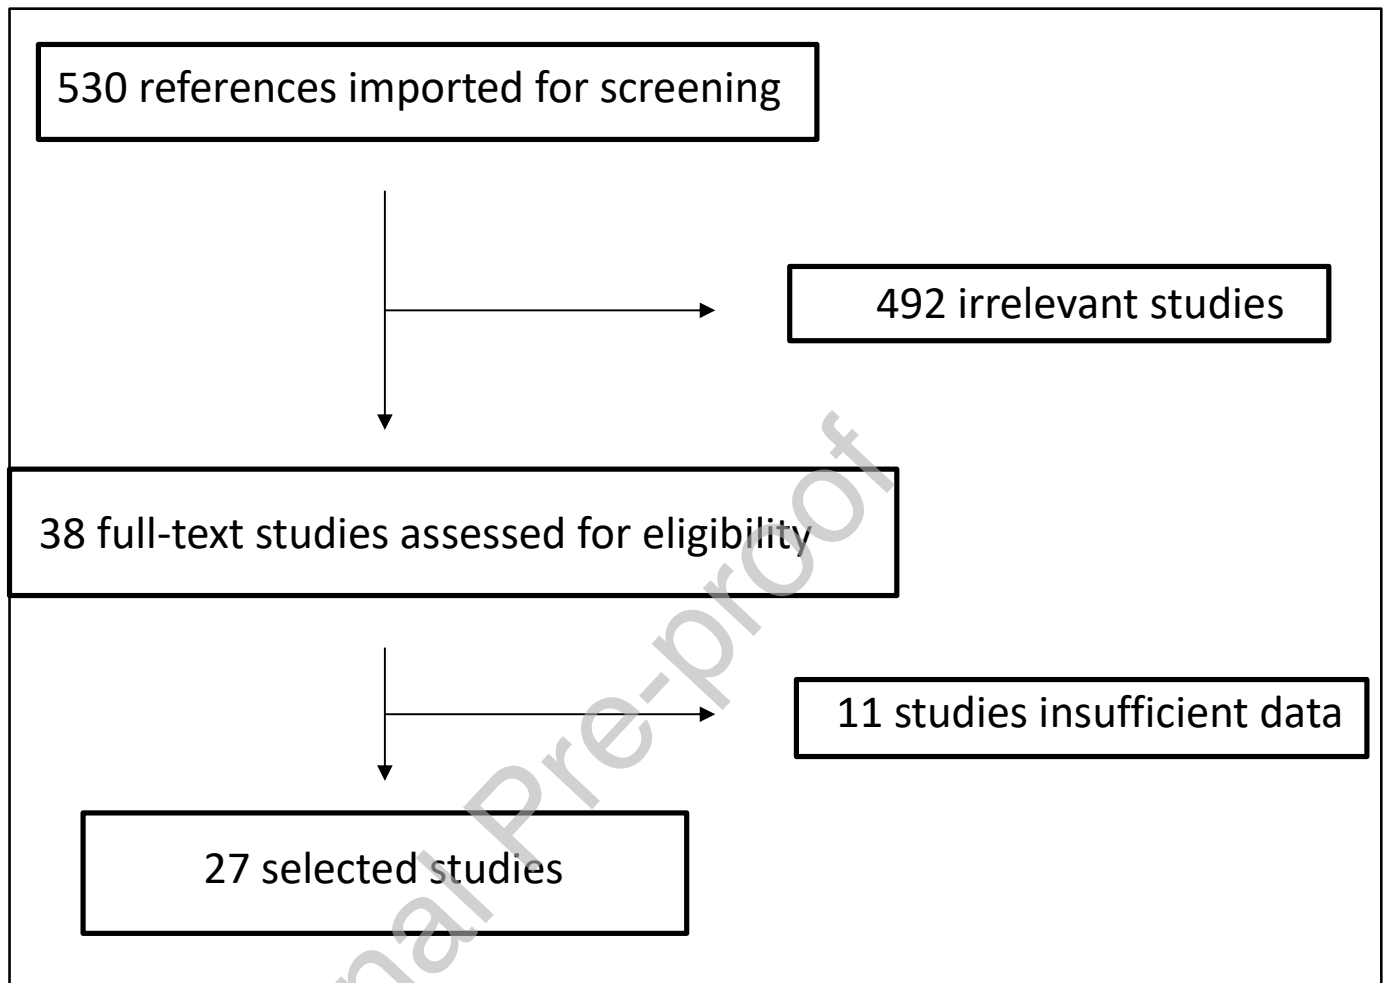 530 references imported for screening
492 irrelevant studies
38 full-text studies assessed for eligibility
11 studies insufficient data
27 selected studies
nal Pre-proof